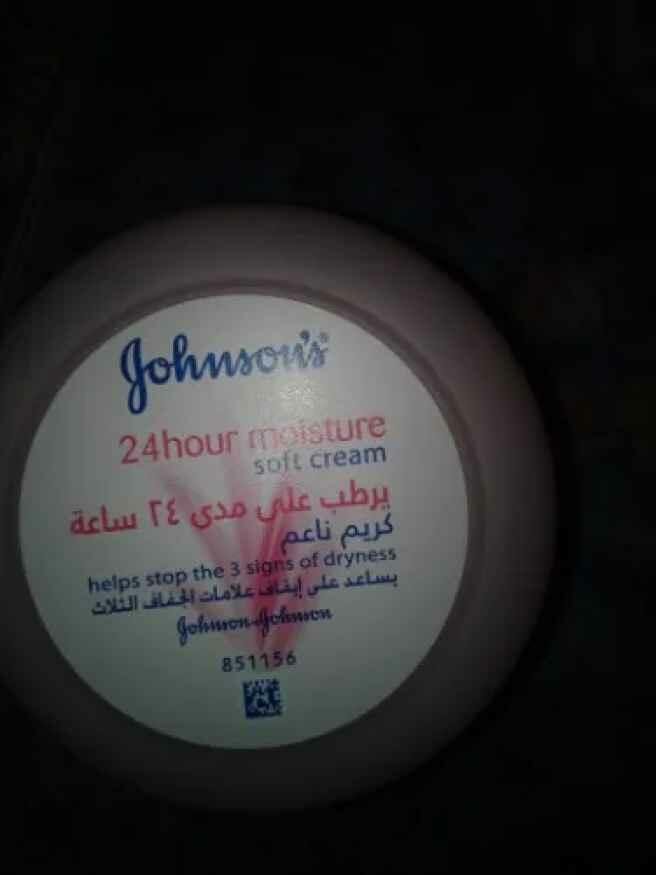 Johnson's®
24hour moisture
soft cream
يرطب على مدى ٢٤ ساعة
كريم ناعم
helps stop the 3 signs of dryness
يساعد على إيقاف علامات الجفاف الثلاث
Johnson & Johnson
851156